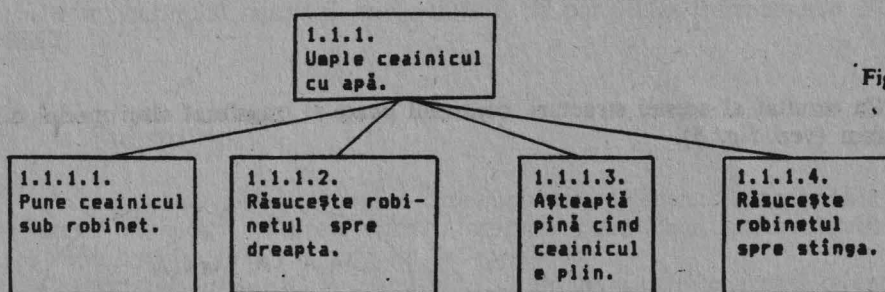 1.1.1.
Umple ceainicul
cu apă.
Fig
1.1.1.1.
Pune ceainicul
sub robinet.
1.1.1.2.
Răsucește robi-
netul spre
dreapta.
1.1.1.3.
Așteaptă
pînă cînd
ceainicul
e plin.
1.1.1.4.
Răsucește
robinetul
spre stînga.